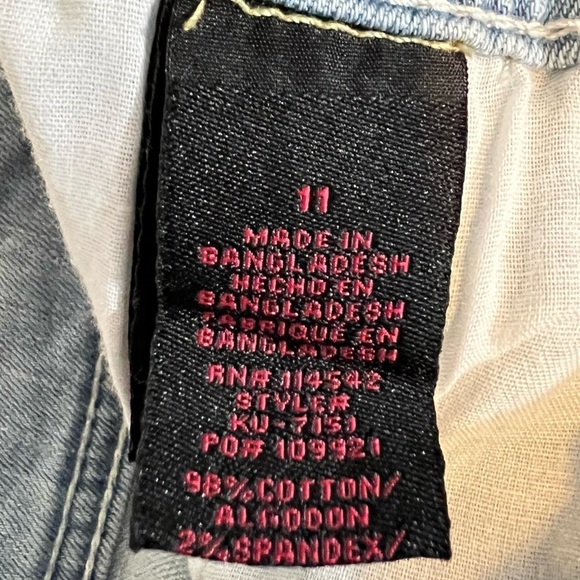 11
MADE IN
BANGLADESH
HECHO EN
BANGLADESH
FABRIQUE EN
BANGLADESH
RN# 114542
STYLE#
KU-7151
PO# 109921
98% COTTON/
ALGODON
2% SPANDEX/